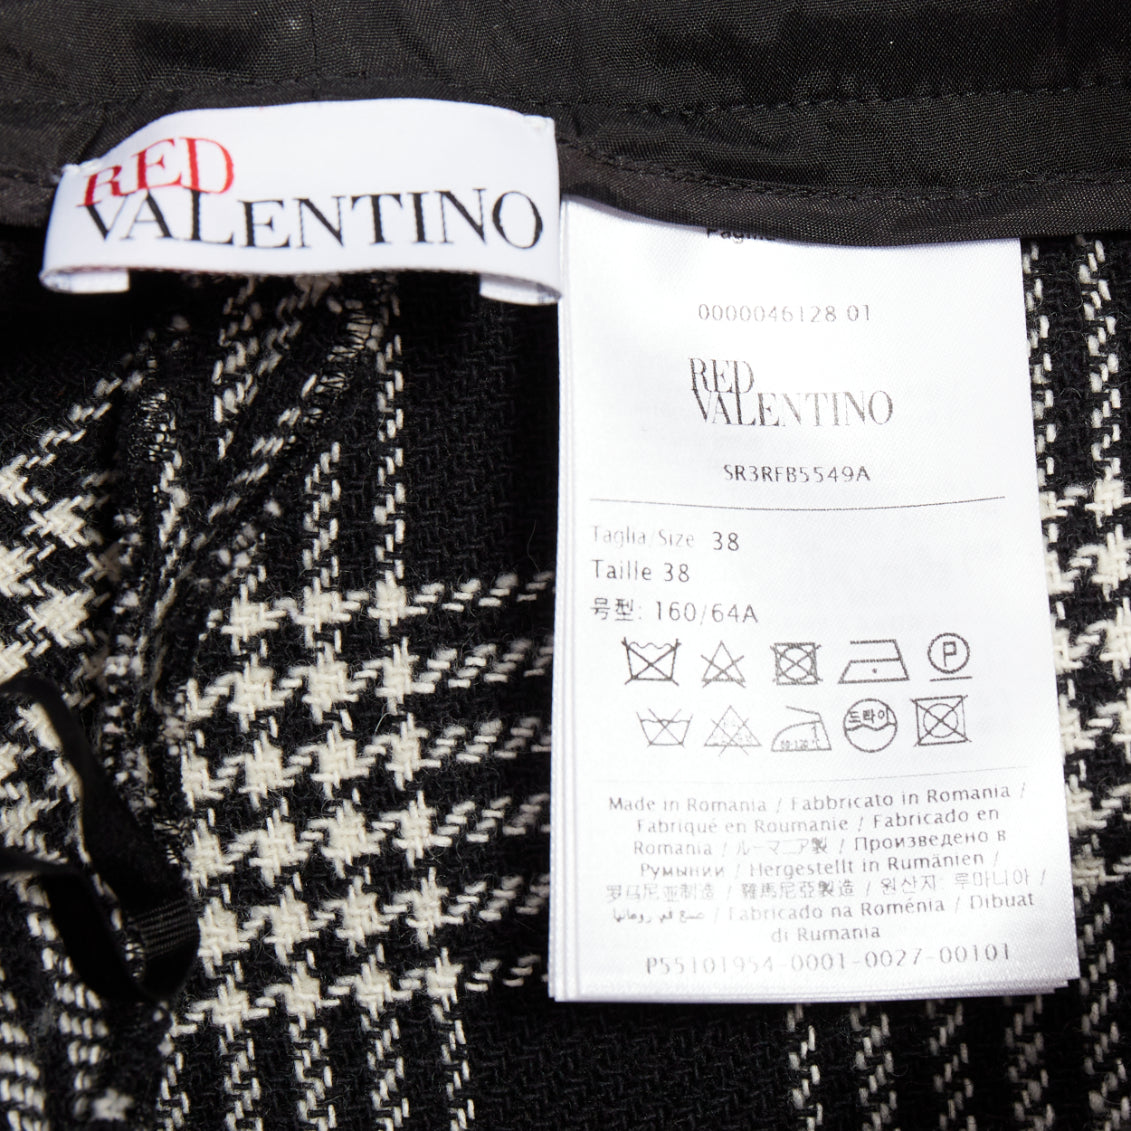 RED
VALENTINO
0000046128 01
RED
VALENTINO
SR3RFB5549A
Taglia/Size 38
Taille 38
号型: 160/64A
P
드라이
Made in Romania / Fabbricato in Romania /
Fabriqué en Roumanie / Fabricado en
Romania / ルーマニア製 / Произведено в
Румынии / Hergestellt in Rumänien /
罗马尼亚制造 / 羅馬尼亞製造 / 원산지: 루마니아 /
صنع في رومانيا / Fabricado na Roménia / Dibuat
di Rumania
P55101954-0001-0027-00101